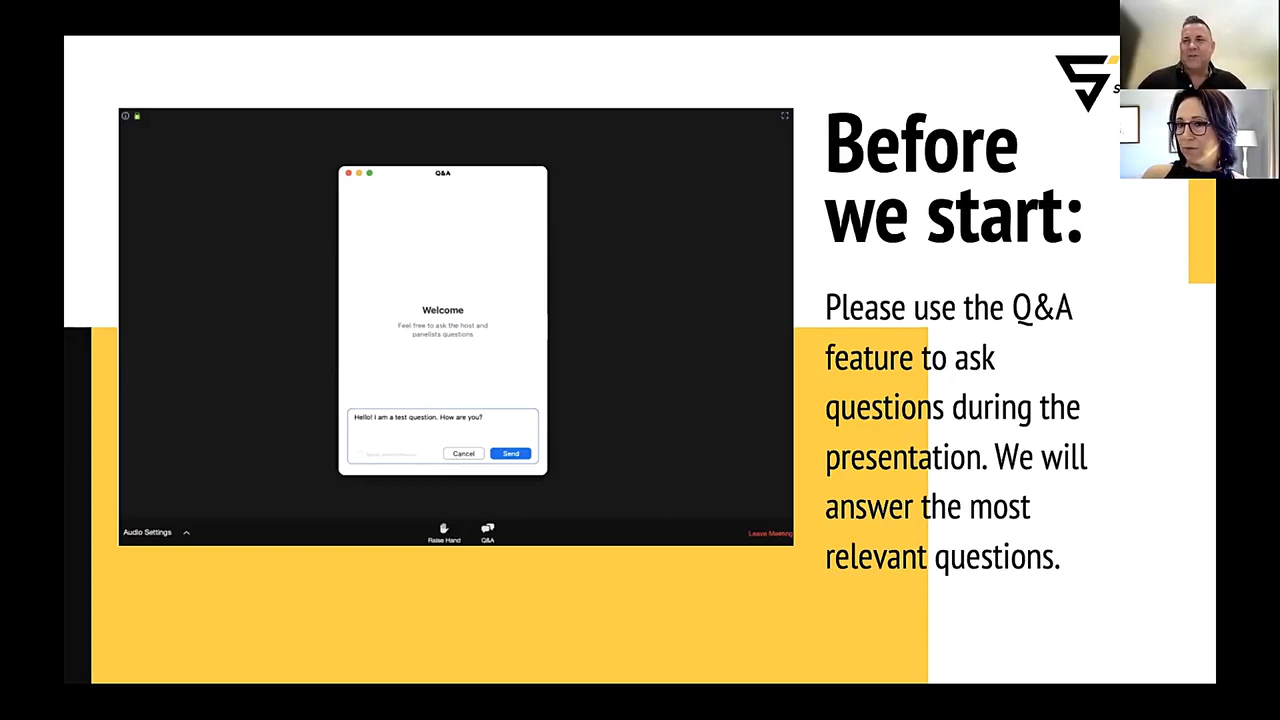 Before
we start:
Please use the Q&A
feature to ask
questions during the
presentation. We will
answer the most
relevant questions.
Q&A
Welcome
Feel free to ask the host and
panelists questions
Hello! I am a test question. How are you?
Cancel
Send
Audio Settings
Raise Hand
Q&A
Leave Meeting